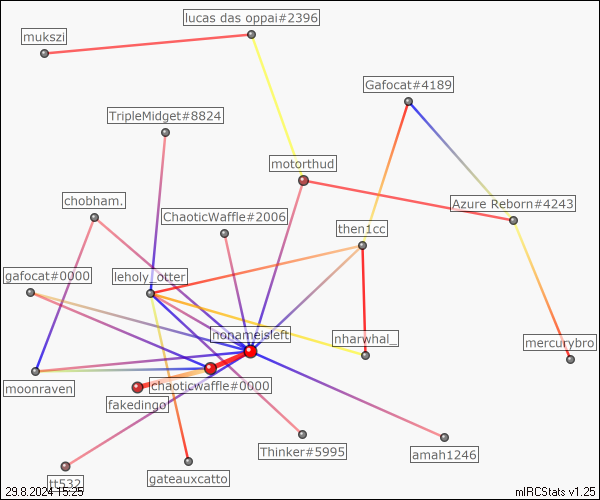 lucas das oppai#2396
mukszi
Gafocat#4189
TripleMidget#8824
motorthud
chobham.
Azure Reborn#4243
ChaoticWaffle#2006
then1cc
gafocat#0000
leholy_otter
nonameisleft
nharwhal_
mercurybro
moonraven
chaoticwaffle#0000
fakedingo
Thinker#5995
amah1246
tt532
gateauxcatto
29.8.2024 15:25
mIRCStats v1.25